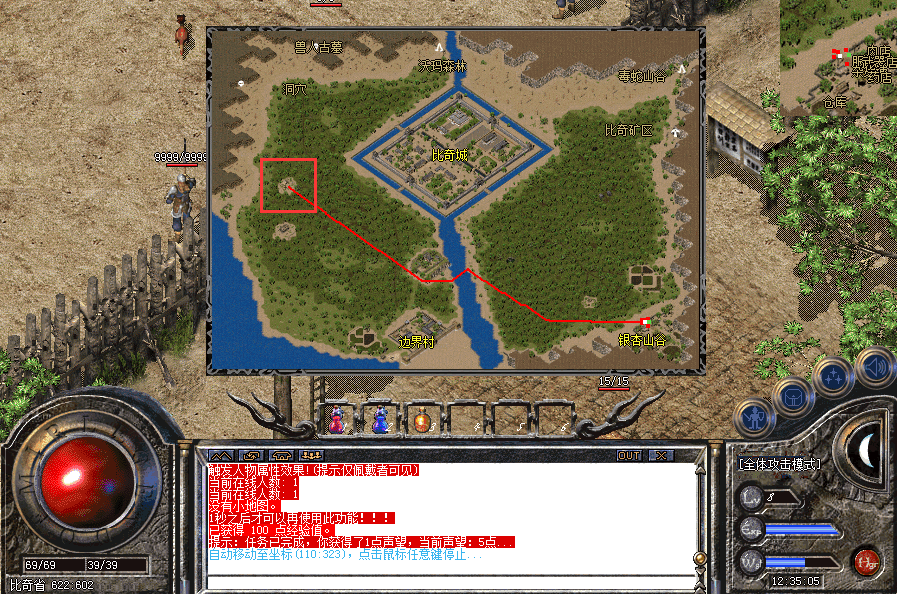 兽人古墓
沃玛森林
毒蛇山谷
洞穴
比奇矿区
比奇城
边界村
银杏山谷
仓库
药店
9999/9999
15/15
OUT
触发人物属性效果!(提示仅佩戴者可见)
当前在线人数: 1
当前在线人数: 1
没有小地图。
1秒之后才可以再使用此功能!!!
已获得 100 点经验值。
提示: 任务已完成, 你获得了1点声望, 当前声望: 5点...
自动移动至坐标(110:323), 点击鼠标任意键停止...
69/69
39/39
比奇省 622:602
[全体攻击模式]
Lv 8
12:35:05